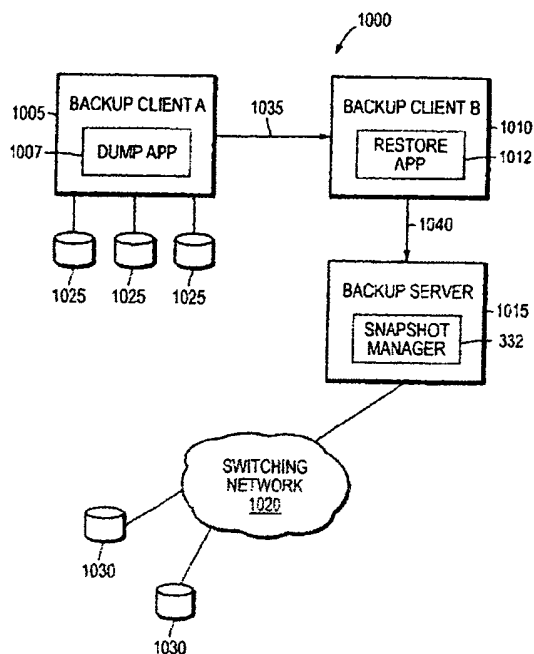 1000
BACKUP CLIENT A
1005
1007
DUMP APP
1035
BACKUP CLIENT B
1010
RESTORE
APP
1012
1025
1025
1025
1040
BACKUP SERVER
1015
SNAPSHOT
MANAGER
332
SWITCHING
NETWORK
1020
1030
1030